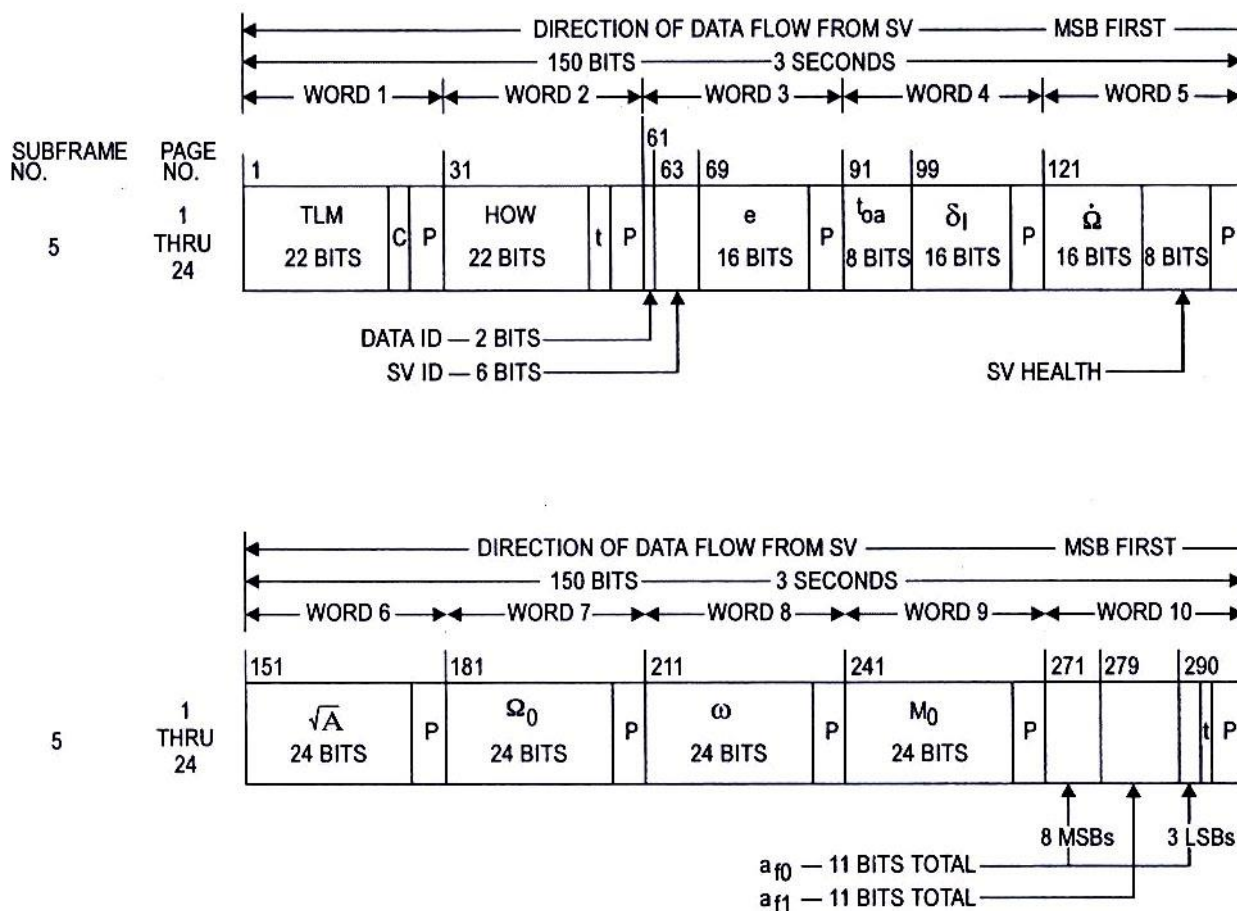 DIRECTION OF DATA FLOW FROM SV MSB FIRST
150 BITS 3 SECONDS
WORD 1 WORD 2 WORD 3 WORD 4 WORD 5
SUBFRAME NO. PAGE NO. 1 31 61 63 69 91 99 121
5 1 THRU 24 TLM 22 BITS C P HOW 22 BITS t P e 16 BITS P toa 8 BITS δI 16 BITS P Ω̇ 16 BITS 8 BITS P
DATA ID — 2 BITS
SV ID — 6 BITS SV HEALTH
DIRECTION OF DATA FLOW FROM SV MSB FIRST
150 BITS 3 SECONDS
WORD 6 WORD 7 WORD 8 WORD 9 WORD 10
151 181 211 241 271 279 290
5 1 THRU 24 √A 24 BITS P Ω0 24 BITS P ω 24 BITS P M0 24 BITS P t P
8 MSBs 3 LSBs
af0 — 11 BITS TOTAL
af1 — 11 BITS TOTAL